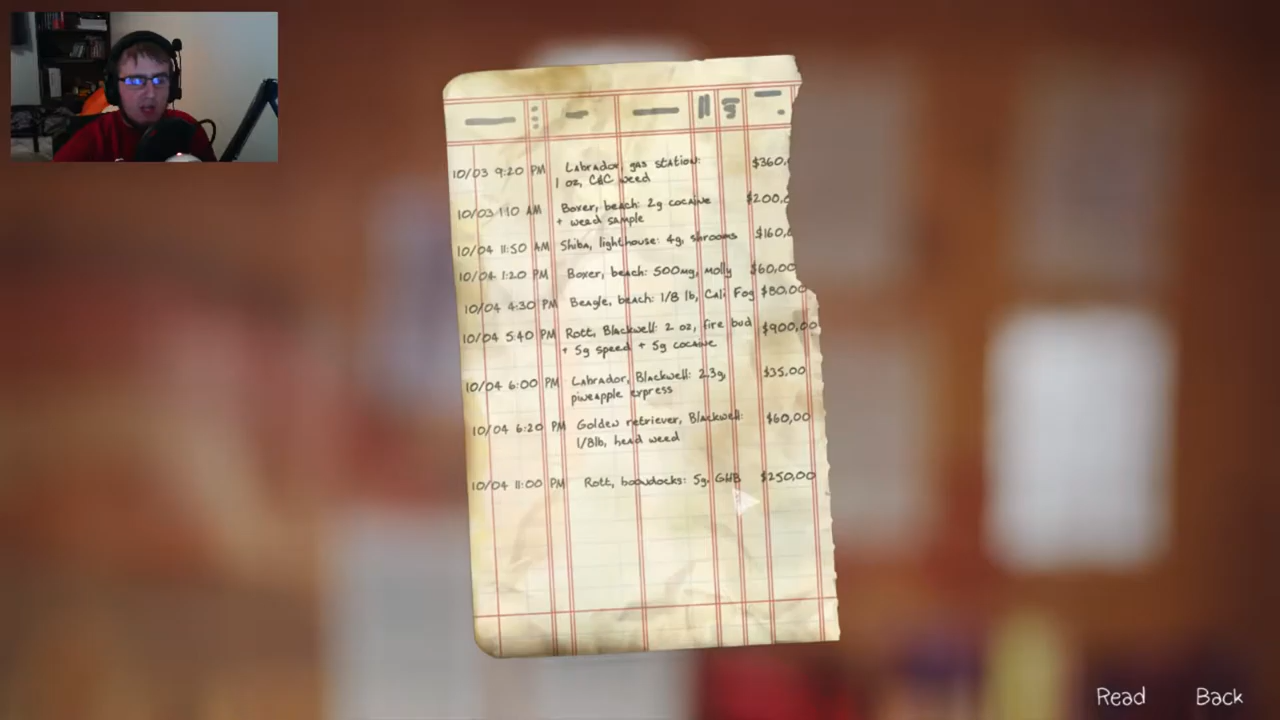 10/03 9:20 PM Labrador, gas station: $360,
1 oz, C&C weed
10/03 1:10 AM Boxer, beach: 2g cocaine $200,0
+ weed sample
10/04 11:50 AM Shiba, lighthouse: 4g, shrooms $160,0
10/04 1:20 PM Boxer, beach: 500mg, molly $60,00
10/04 4:30 PM Beagle, beach: 1/8 lb, Cali Fog $80,00
10/04 5:40 PM Rott, Blackwell: 2 oz, fire bud $900,00
+ 5g speed + 5g cocaine
10/04 6:00 PM Labrador, Blackwell: 2.3g, $35,00
pineapple express
10/04 6:20 PM Golden retriever, Blackwell: $60,00
1/8lb, head weed
10/04 11:00 PM Rott, boowdocks: 5g, GHB $250,00
Read Back